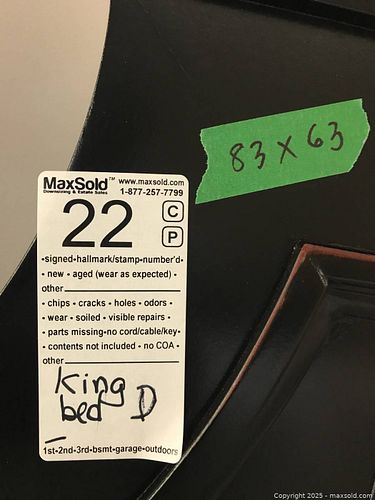 83 x 63
MaxSold™ www.maxsold.com
Downsizing & Estate Sales 1-877-257-7799
22 C
P
•signed-hallmark/stamp-number'd•
• new • aged (wear as expected) •
other
• chips • cracks • holes • odors •
• wear • soiled • visible repairs •
• parts missing-no cord/cable/key•
• contents not included • no COA •
other
King
bed D
1st-2nd-3rd-bsmt-garage-outdoors
Copyright 2025 - maxsold.com